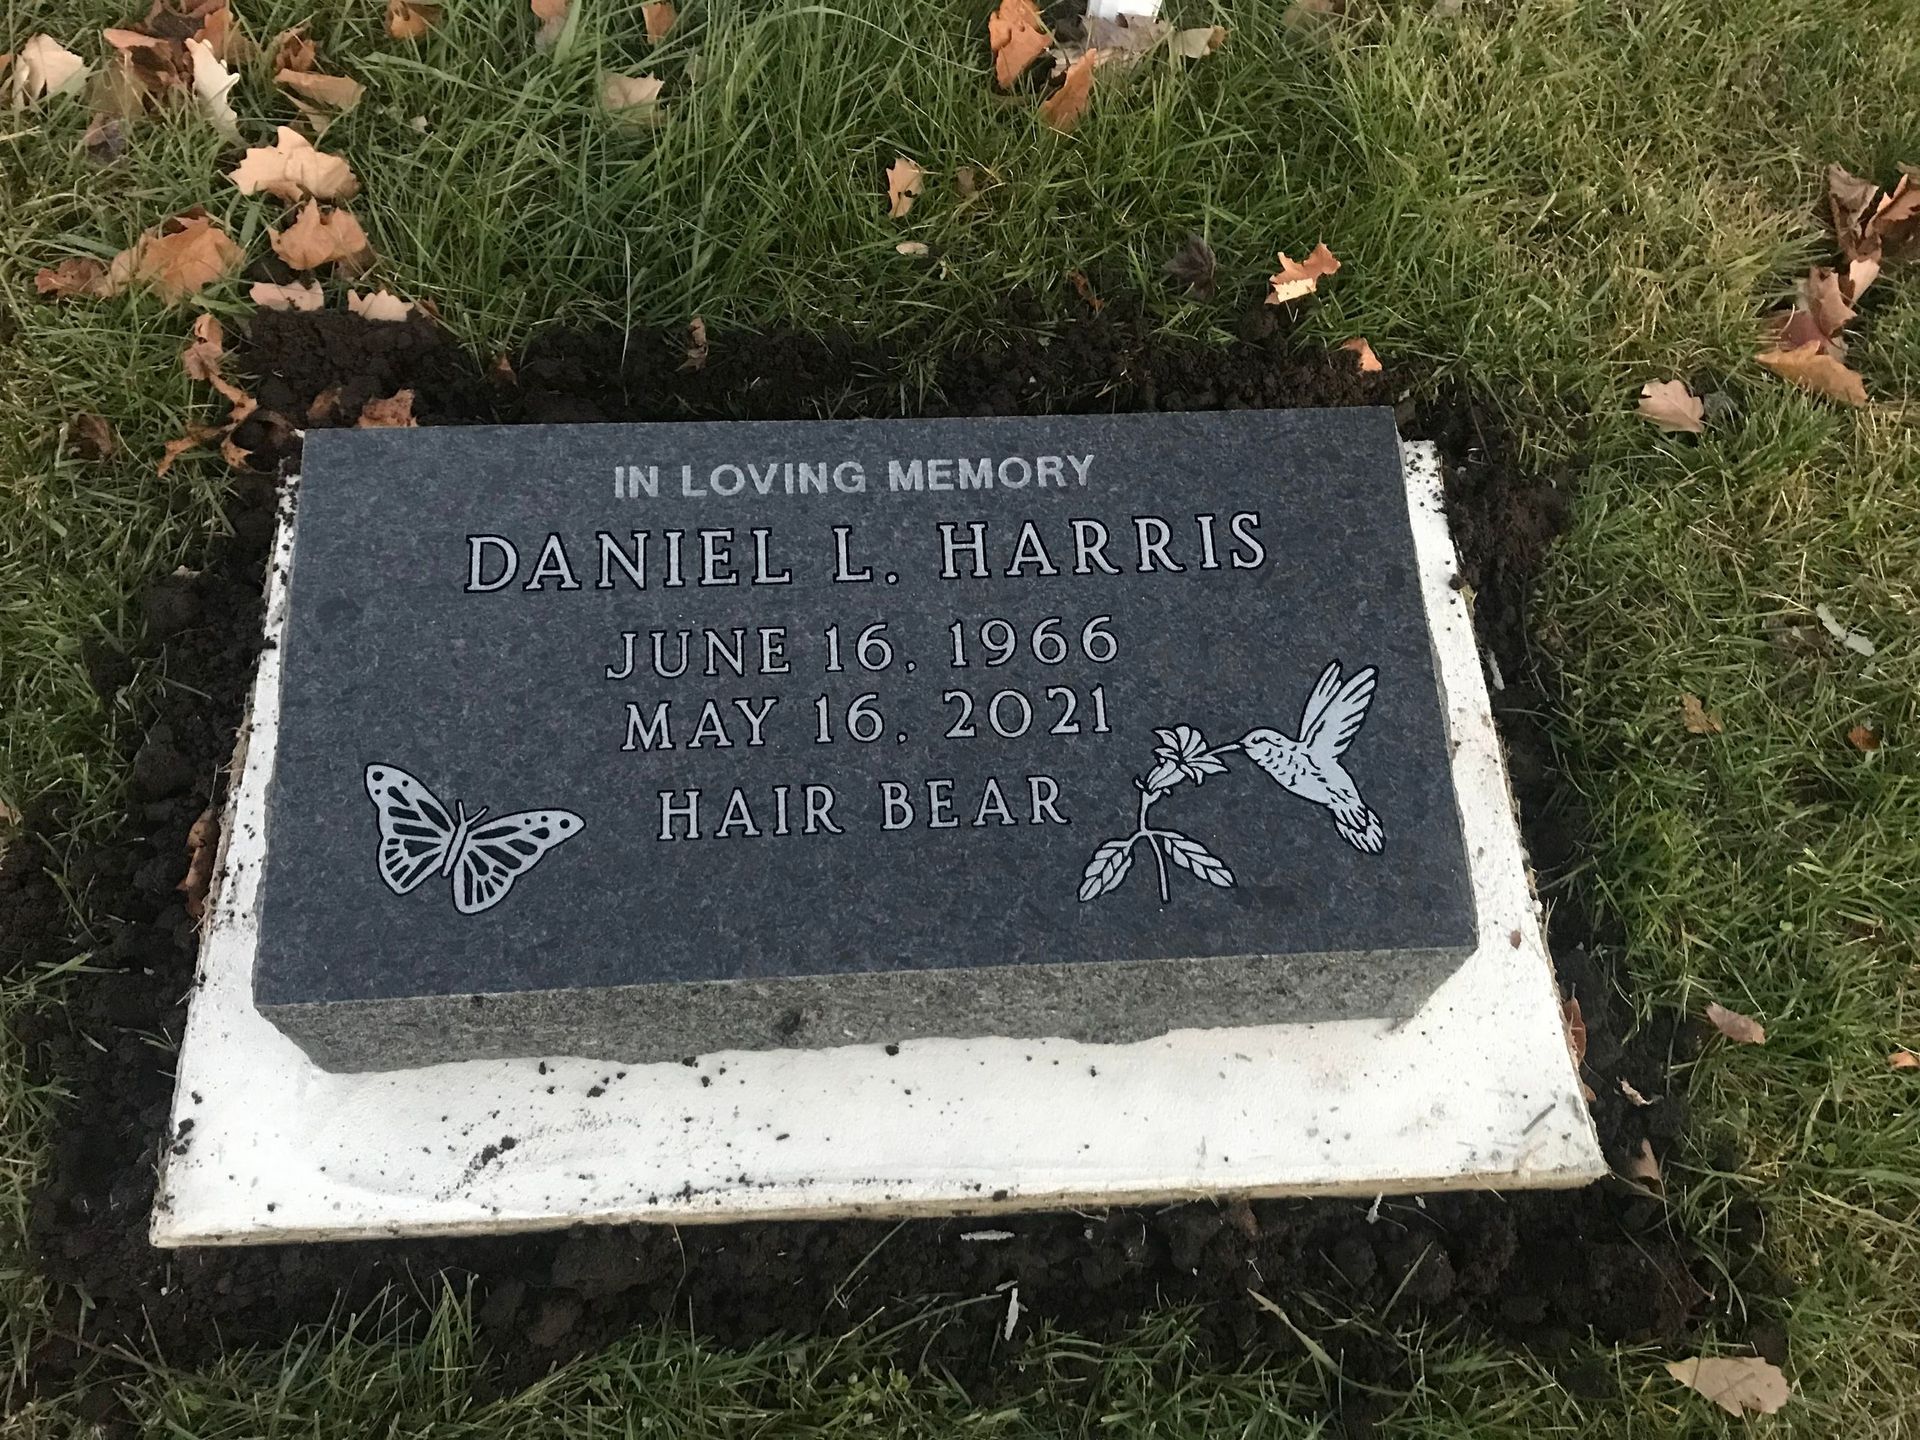 IN LOVING MEMORY
DANIEL L. HARRIS
JUNE 16, 1966
MAY 16, 2021
HAIR BEAR